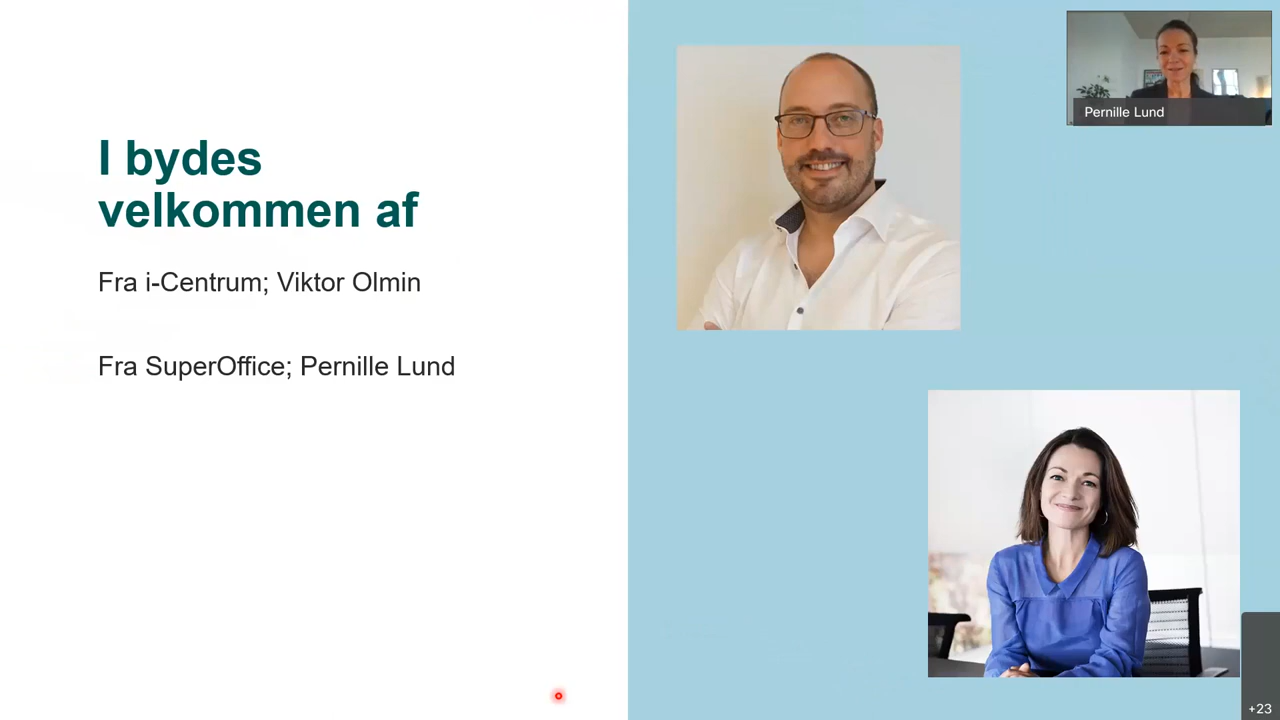 I bydes
velkommen af
Fra i-Centrum; Viktor Olmin
Fra SuperOffice; Pernille Lund
Pernille Lund
+23